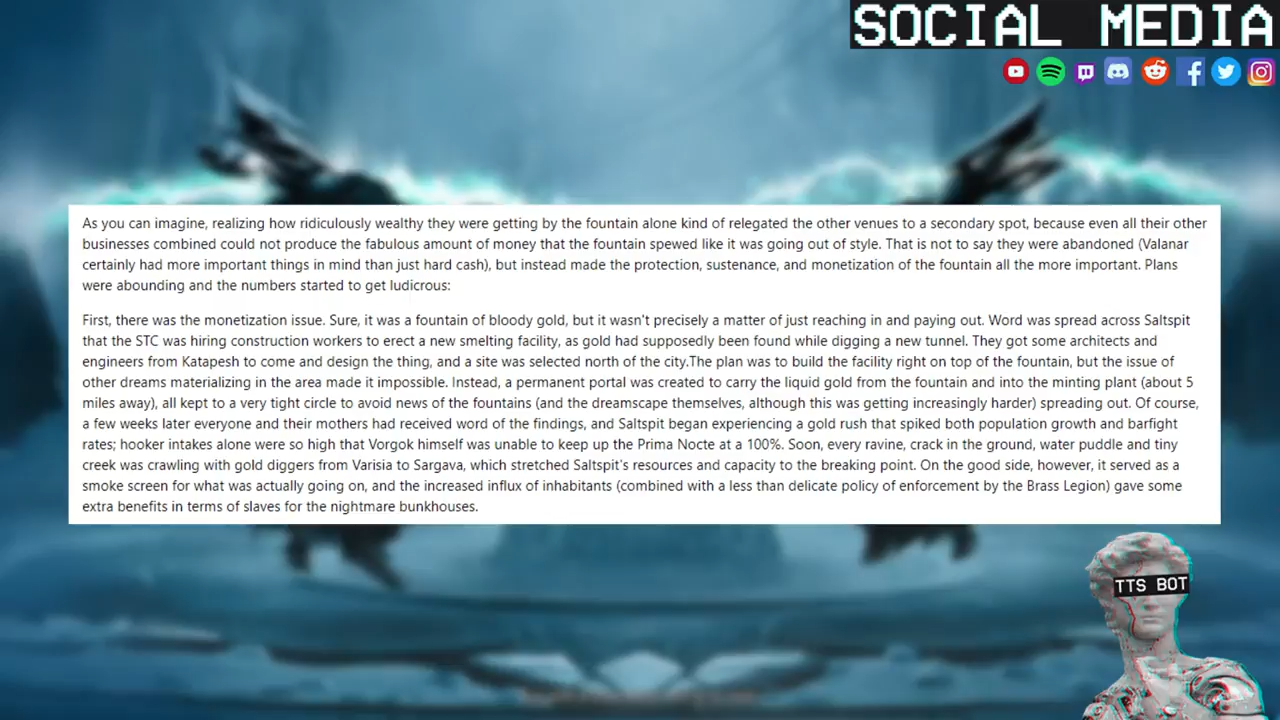 SOCIAL MEDIA
As you can imagine, realizing how ridiculously wealthy they were getting by the fountain alone kind of relegated the other venues to a secondary spot, because even all their other
businesses combined could not produce the fabulous amount of money that the fountain spewed like it was going out of style. That is not to say they were abandoned (Valanar
certainly had more important things in mind than just hard cash), but instead made the protection, sustenance, and monetization of the fountain all the more important. Plans
were abounding and the numbers started to get ludicrous:
First, there was the monetization issue. Sure, it was a fountain of bloody gold, but it wasn't precisely a matter of just reaching in and paying out. Word was spread across Saltspit
that the STC was hiring construction workers to erect a new smelting facility, as gold had supposedly been found while digging a new tunnel. They got some architects and
engineers from Katapesh to come and design the thing, and a site was selected north of the city.The plan was to build the facility right on top of the fountain, but the issue of
other dreams materializing in the area made it impossible. Instead, a permanent portal was created to carry the liquid gold from the fountain and into the minting plant (about 5
miles away), all kept to a very tight circle to avoid news of the fountains (and the dreamscape themselves, although this was getting increasingly harder) spreading out. Of course,
a few weeks later everyone and their mothers had received word of the findings, and Saltspit began experiencing a gold rush that spiked both population growth and barfight
rates; hooker intakes alone were so high that Vorgok himself was unable to keep up the Prima Nocte at a 100%. Soon, every ravine, crack in the ground, water puddle and tiny
creek was crawling with gold diggers from Varisia to Sargava, which stretched Saltspit's resources and capacity to the breaking point. On the good side, however, it served as a
smoke screen for what was actually going on, and the increased influx of inhabitants (combined with a less than delicate policy of enforcement by the Brass Legion) gave some
extra benefits in terms of slaves for the nightmare bunkhouses.
TTS BOT